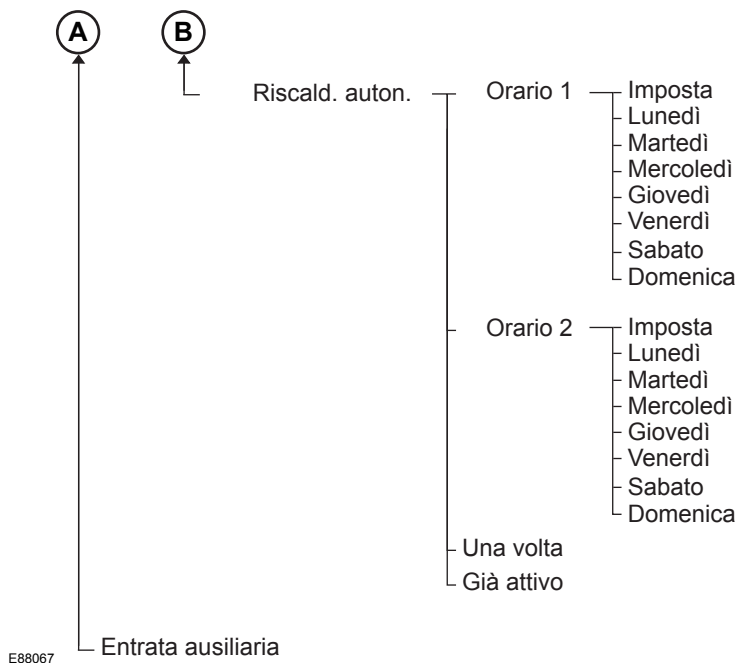 A B
Riscald. auton. Orario 1 Imposta
Lunedì
Martedì
Mercoledì
Giovedì
Venerdì
Sabato
Domenica
Orario 2 Imposta
Lunedì
Martedì
Mercoledì
Giovedì
Venerdì
Sabato
Domenica
Una volta
Già attivo
Entrata ausiliaria
E88067